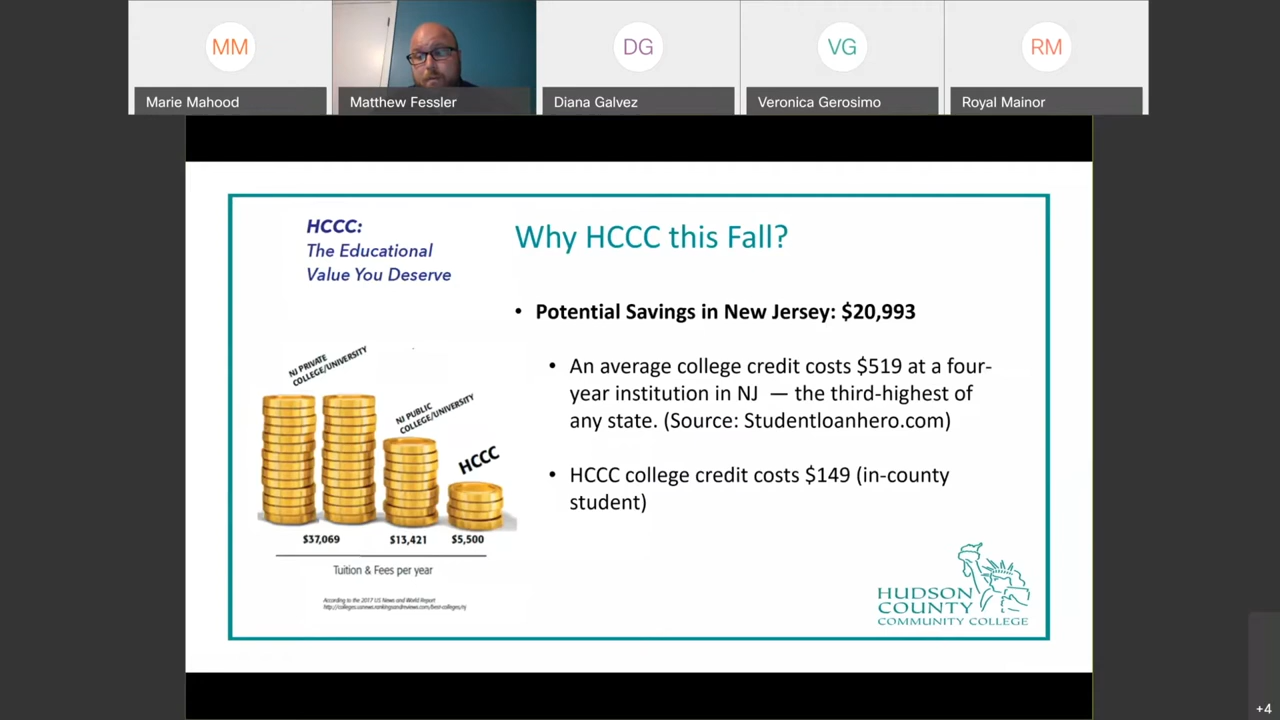 MM
DG
VG
RM
Marie Mahood
Matthew Fessler
Diana Galvez
Veronica Gerosimo
Royal Mainor
HCCC:
The Educational
Value You Deserve
Why HCCC this Fall?
• Potential Savings in New Jersey: $20,993
• An average college credit costs $519 at a four-
year institution in NJ — the third-highest of
any state. (Source: Studentloanhero.com)
• HCCC college credit costs $149 (in-county
student)
NJ PRIVATE
COLLEGE/UNIVERSITY
NJ PUBLIC
COLLEGE/UNIVERSITY
HCCC
$37,069
$13,421
$5,500
Tuition & Fees per year
According to the 2017 US News and World Report
http://colleges.usnews.rankingsandreviews.com/best-colleges/nj
HUDSON
COUNTY
COMMUNITY COLLEGE
+4